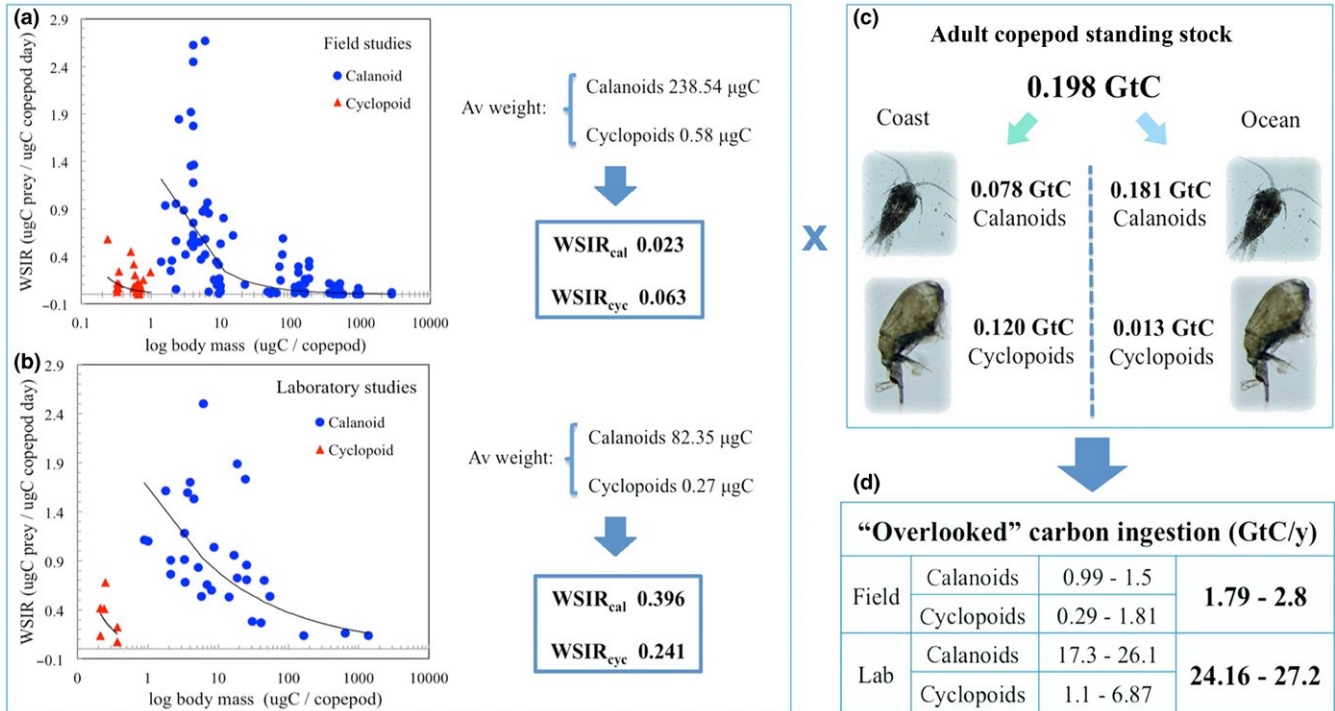 (a)
2.9
2.4
1.9
1.4
0.9
0.4
−0.1
WSIR (ugC prey / ugC copepod day)
Field studies
Calanoid
Cyclopoid
0.1 1 10 100 1000 10000
log body mass (ugC / copepod)
Av weight:
Calanoids 238.54 µgC
Cyclopoids 0.58 µgC
WSIRcal 0.023
WSIRcyc 0.063
(b)
2.9
2.4
1.9
1.4
0.9
0.4
−0.1
WSIR (ugC prey / ugC copepod day)
Laboratory studies
Calanoid
Cyclopoid
0 1 10 100 1000 10000
log body mass (ugC / copepod)
Av weight:
Calanoids 82.35 µgC
Cyclopoids 0.27 µgC
WSIRcal 0.396
WSIRcyc 0.241
x
(c)
Adult copepod standing stock
0.198 GtC
Coast Ocean
0.078 GtC 0.181 GtC
Calanoids Calanoids
0.120 GtC 0.013 GtC
Cyclopoids Cyclopoids
(d)
“Overlooked” carbon ingestion (GtC/y)
Field Calanoids 0.99 - 1.5 1.79 - 2.8
Cyclopoids 0.29 - 1.81
Lab Calanoids 17.3 - 26.1 24.16 - 27.2
Cyclopoids 1.1 - 6.87